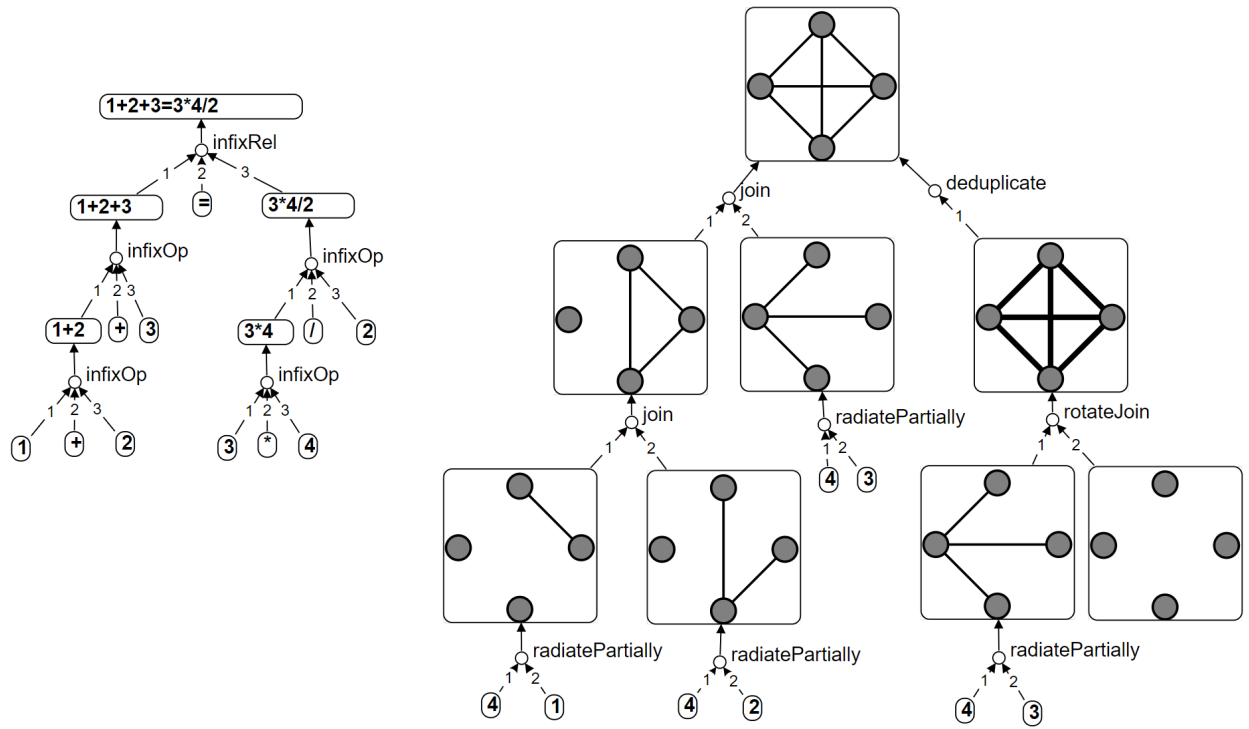 1+2+3=3*4/2
infixRel
1 2 3
1+2+3 = 3*4/2
infixOp infixOp
1 2 3 1 2 3
1+2 + 3 3*4 / 2
infixOp infixOp
1 2 3 1 2 3
1 + 2 3 * 4
join deduplicate
1 2 1
join radiatePartially rotateJoin
1 2 1 2 1 2
4 3
radiatePartially radiatePartially radiatePartially
1 2 1 2 1 2
4 1 4 2 4 3